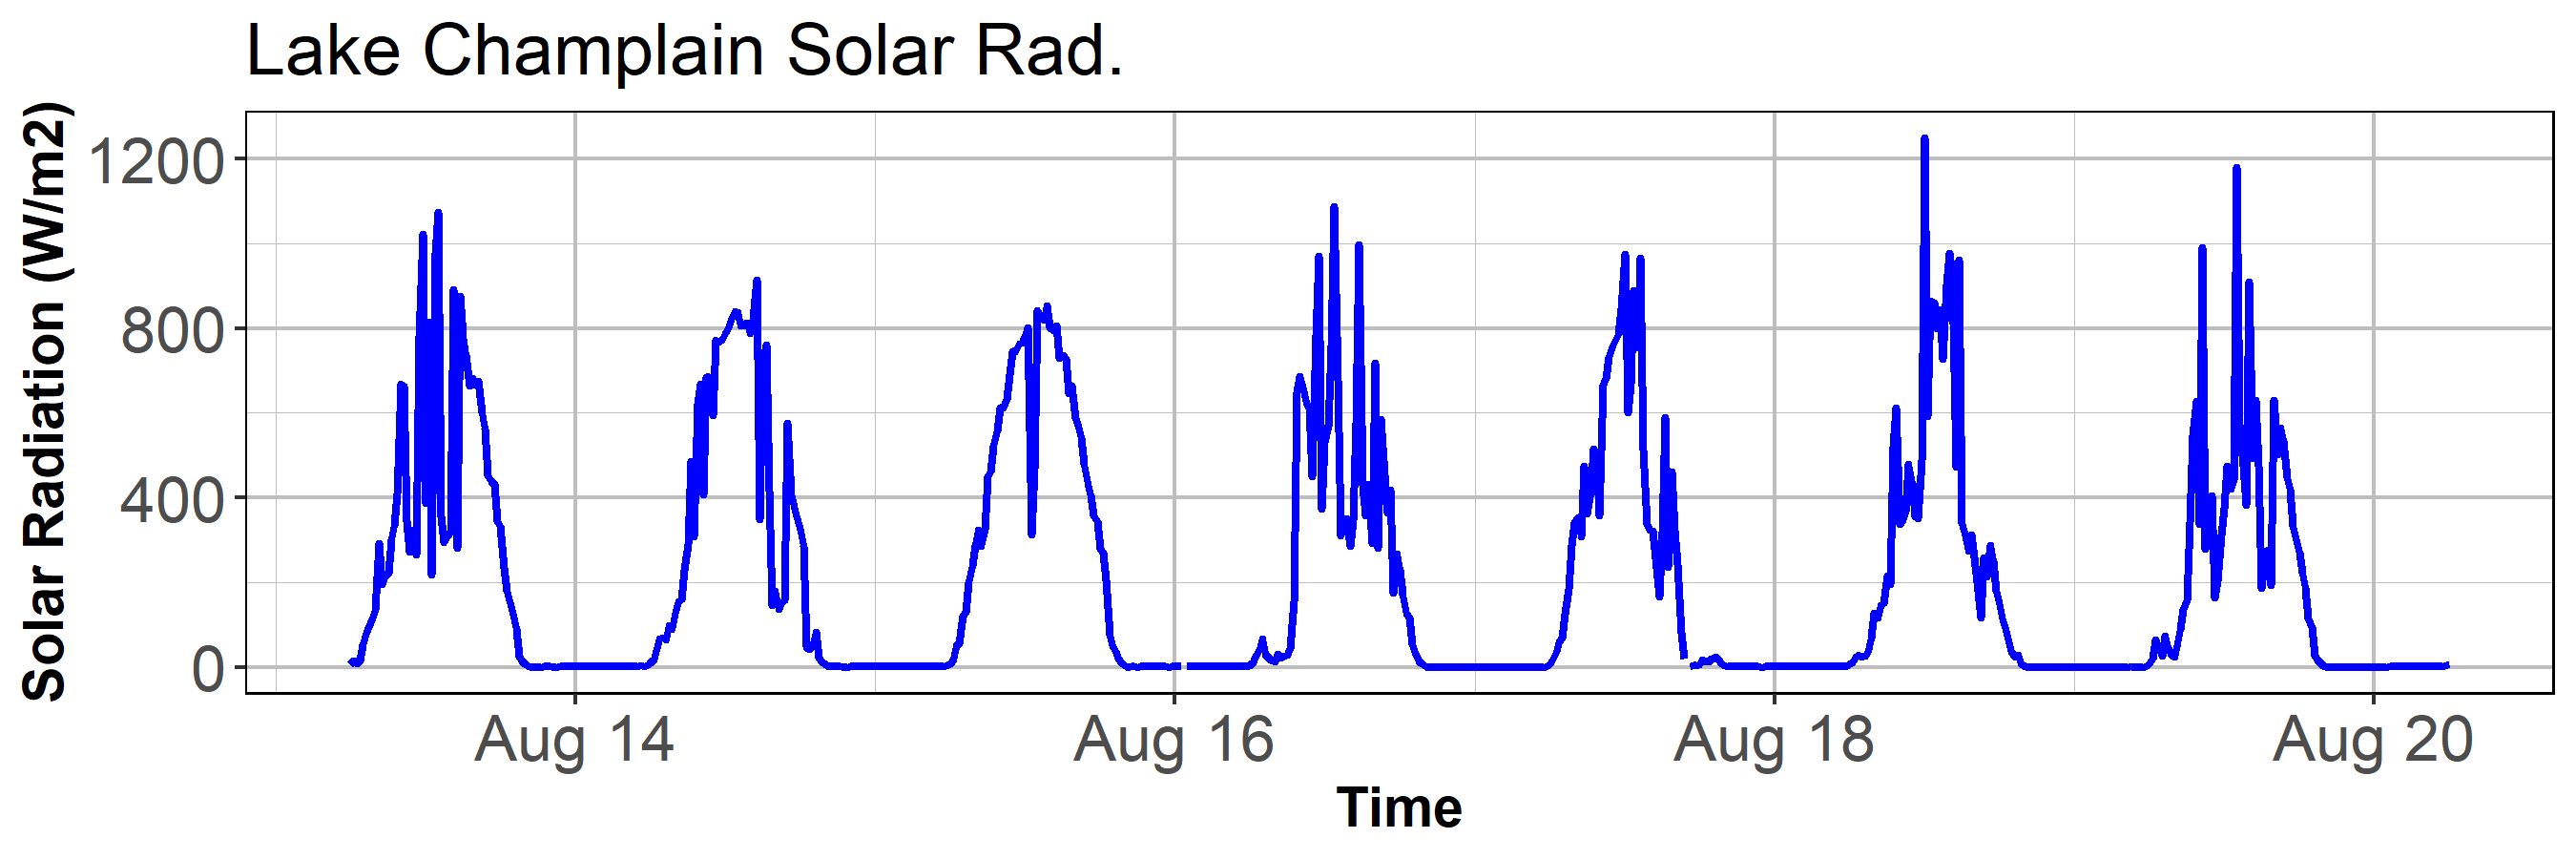 Lake Champlain Solar Rad.
Solar Radiation (W/m2)
1200
800
400
0
Aug 14 Aug 16 Aug 18 Aug 20
Time